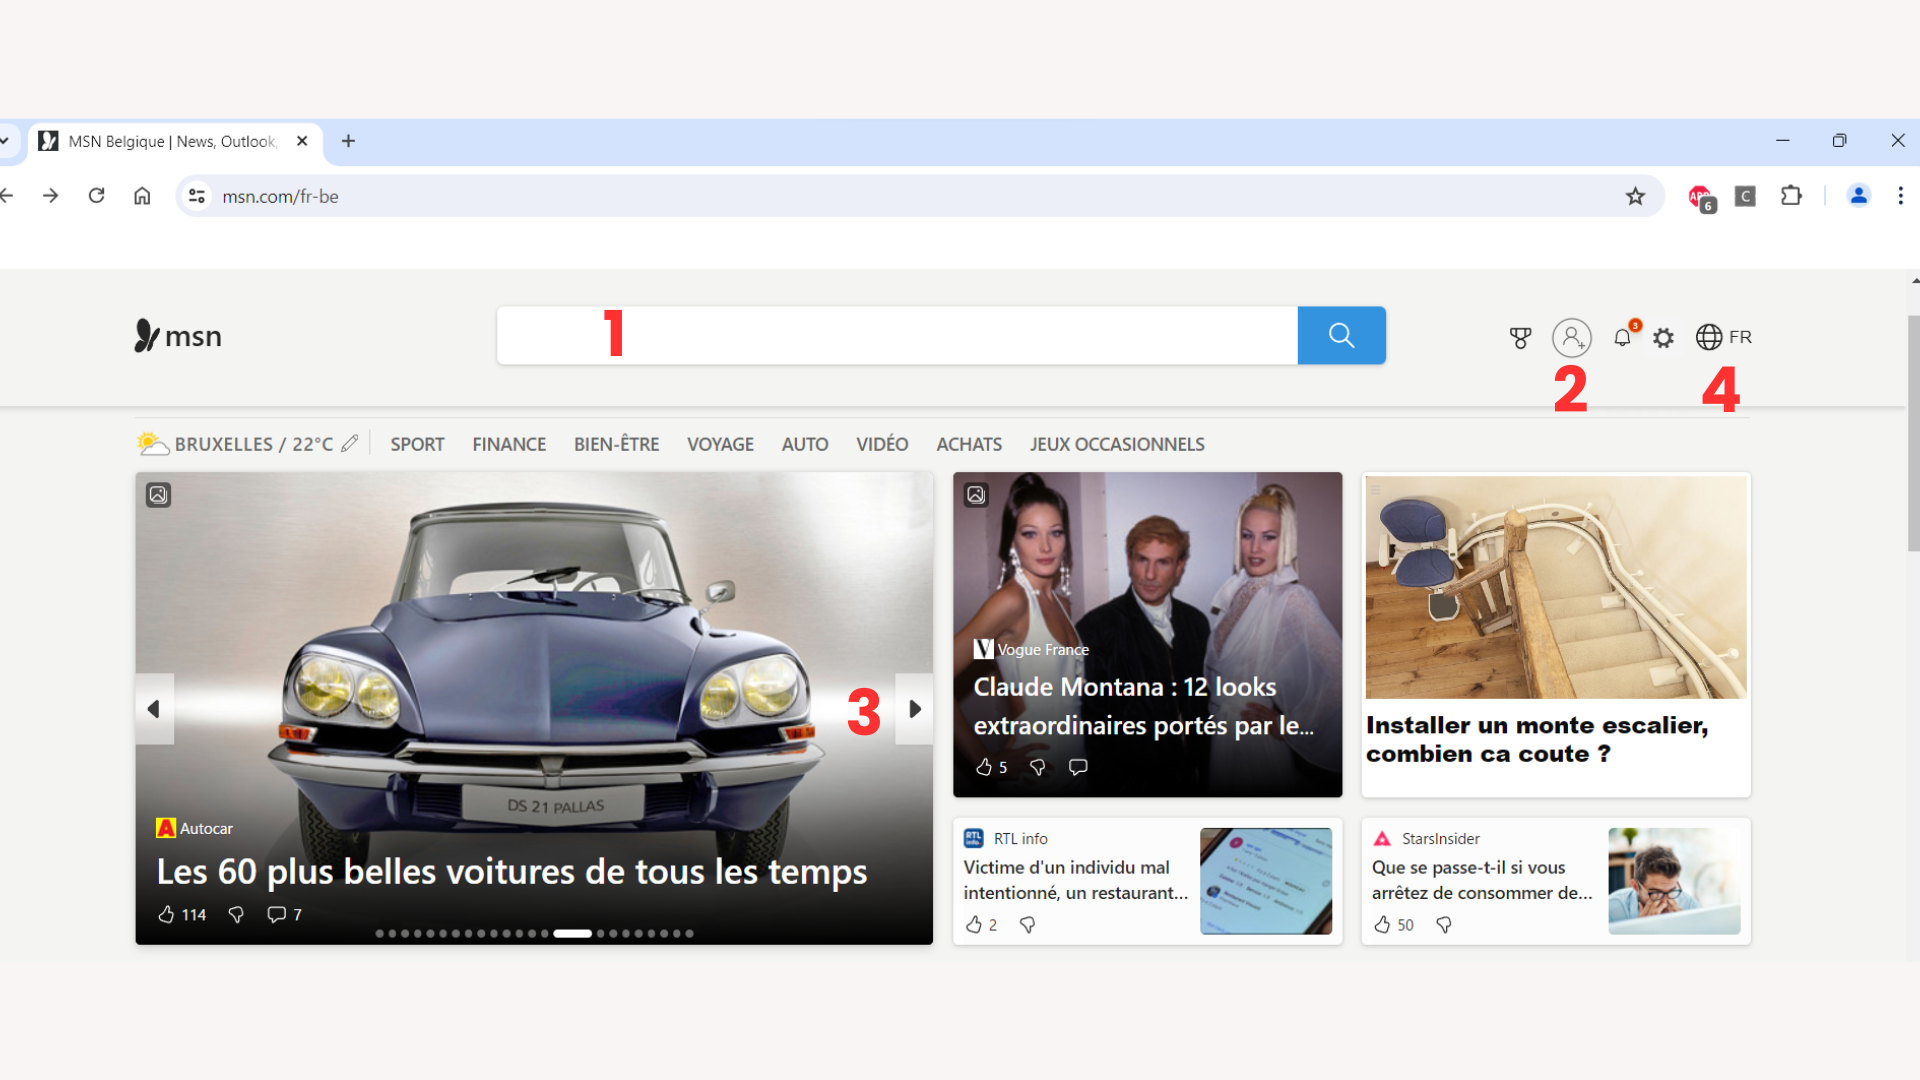 MSN Belgique | News, Outlook,
msn.com/fr-be
6
C
msn
1
3
FR
2
4
BRUXELLES / 22°C
SPORT
FINANCE
BIEN-ÊTRE
VOYAGE
AUTO
VIDÉO
ACHATS
JEUX OCCASIONNELS
DS 21 PALLAS
3
A Autocar
Les 60 plus belles voitures de tous les temps
114
7
V Vogue France
Claude Montana : 12 looks
extraordinaires portés par le...
5
Installer un monte escalier,
combien ca coute ?
RTL info
RTL info
Victime d'un individu mal
intentionné, un restaurant...
2
StarsInsider
Que se passe-t-il si vous
arrêtez de consommer de...
50